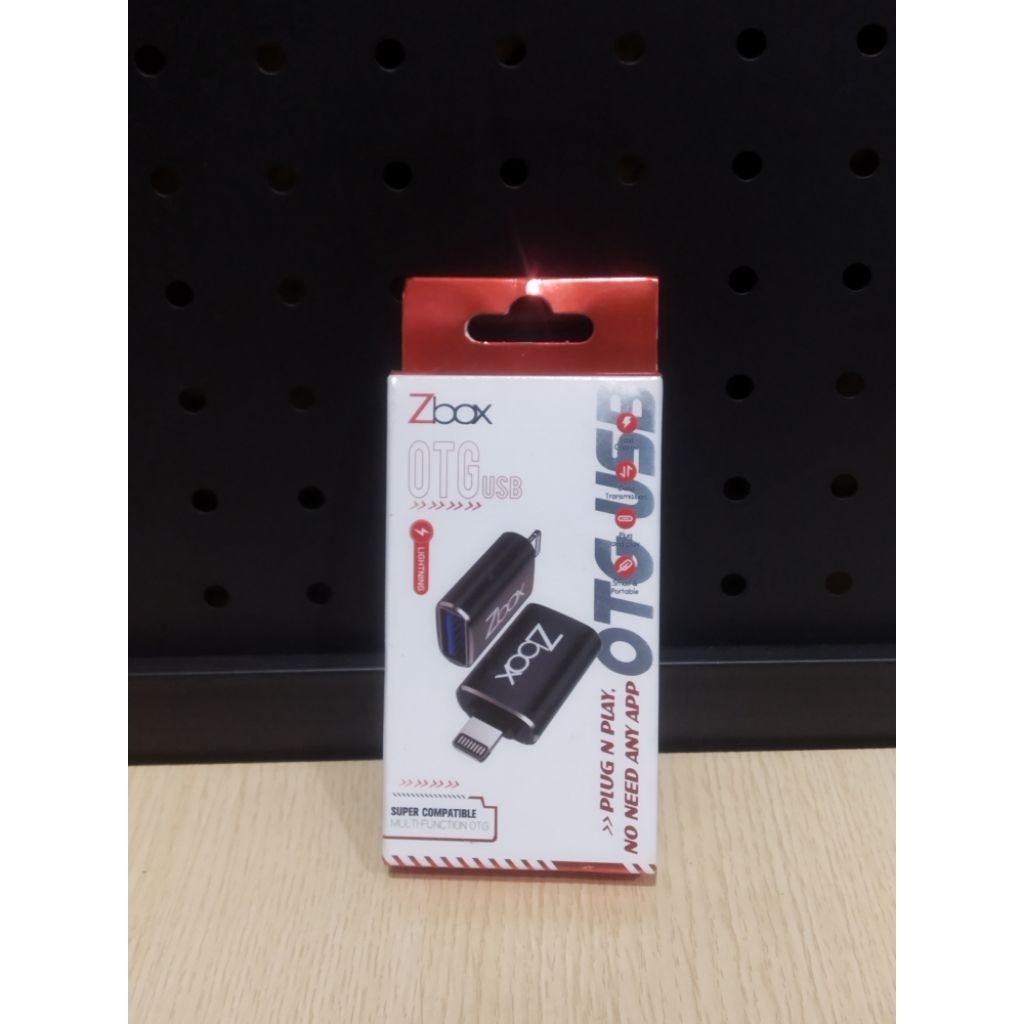 Zbox
OTG USB
LIGHTNING
Zbox
Zbox
SUPER COMPATIBLE
MULTI-FUNCTION OTG
OTG USB
Transmission
Portable
>> PLUG N PLAY.
NO NEED ANY APP